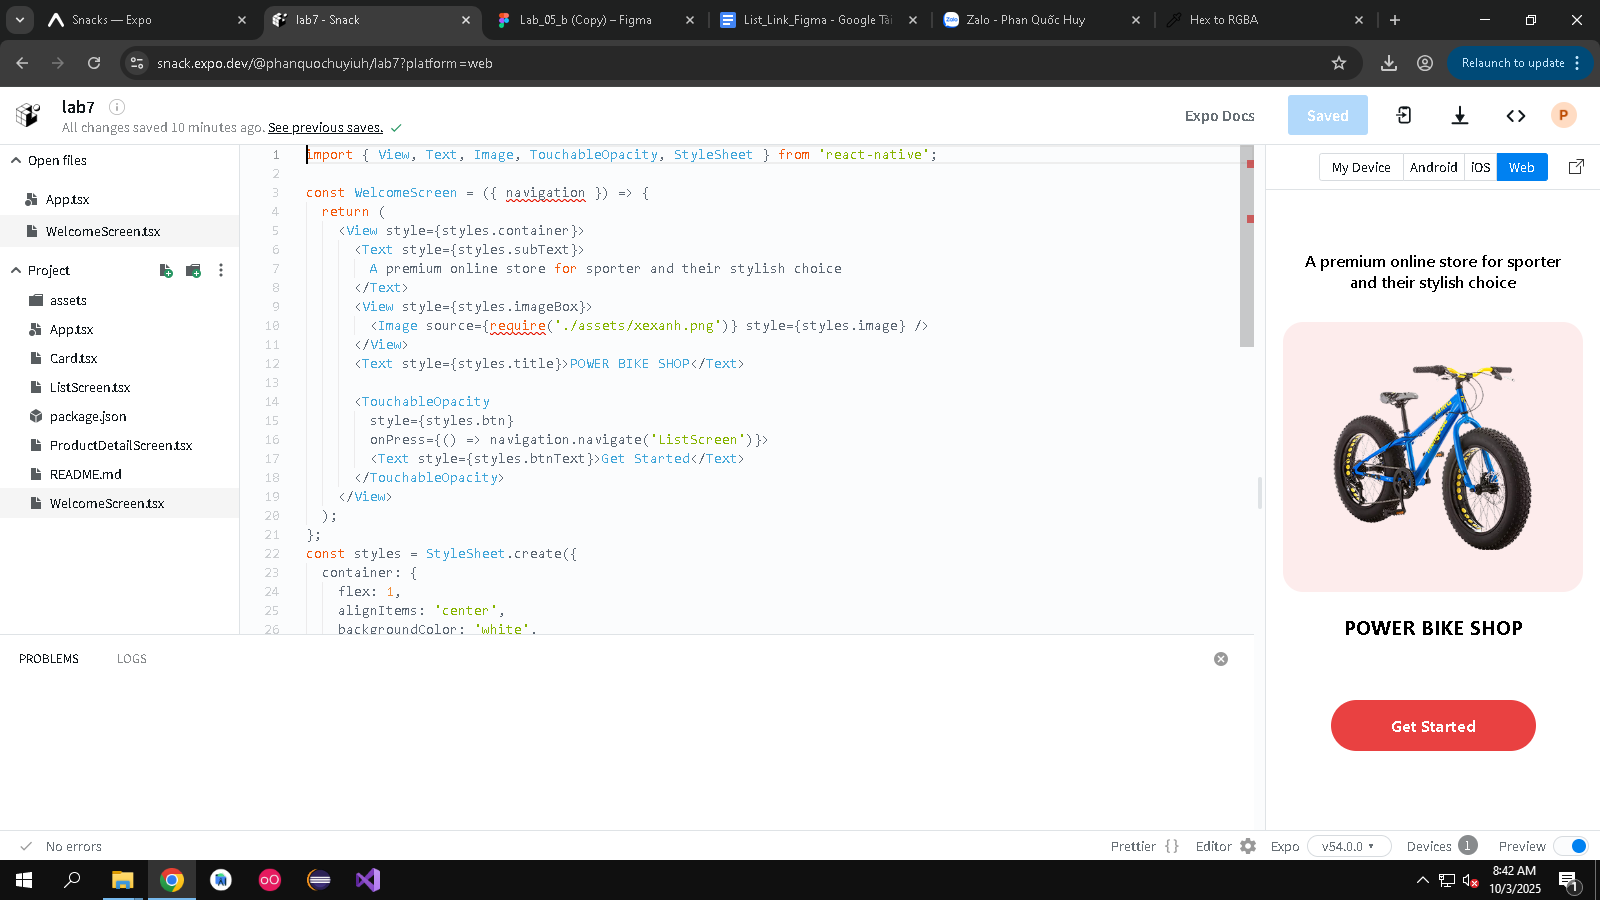 Snacks — Expo
lab7 - Snack
Lab_05_b (Copy) – Figma
List_Link_Figma - Google Tài
Zalo - Phan Quốc Huy
Hex to RGBA
snack.expo.dev/@phanquochuyiuh/lab7?platform=web
Relaunch to update
lab7
All changes saved 10 minutes ago. See previous saves.
Expo Docs
Saved
P
Open files
App.tsx
WelcomeScreen.tsx
Project
assets
App.tsx
Card.tsx
ListScreen.tsx
package.json
ProductDetailScreen.tsx
README.md
WelcomeScreen.tsx
1 import { View, Text, Image, TouchableOpacity, StyleSheet } from 'react-native';
2
3 const WelcomeScreen = ({ navigation }) => {
4 return (
5 <View style={styles.container}>
6 <Text style={styles.subText}>
7 A premium online store for sporter and their stylish choice
8 </Text>
9 <View style={styles.imageBox}>
10 <Image source={require('./assets/xexanh.png')} style={styles.image} />
11 </View>
12 <Text style={styles.title}>POWER BIKE SHOP</Text>
13
14 <TouchableOpacity
15 style={styles.btn}
16 onPress={() => navigation.navigate('ListScreen')}>
17 <Text style={styles.btnText}>Get Started</Text>
18 </TouchableOpacity>
19 </View>
20 );
21 };
22 const styles = StyleSheet.create({
23 container: {
24 flex: 1,
25 alignItems: 'center',
26 backgroundColor: 'white',
My Device
Android
iOS
Web
A premium online store for sporter
and their stylish choice
POWER BIKE SHOP
Get Started
PROBLEMS
LOGS
No errors
Prettier {}
Editor
Expo
v54.0.0
Devices 1
Preview
8:42 AM
10/3/2025
1